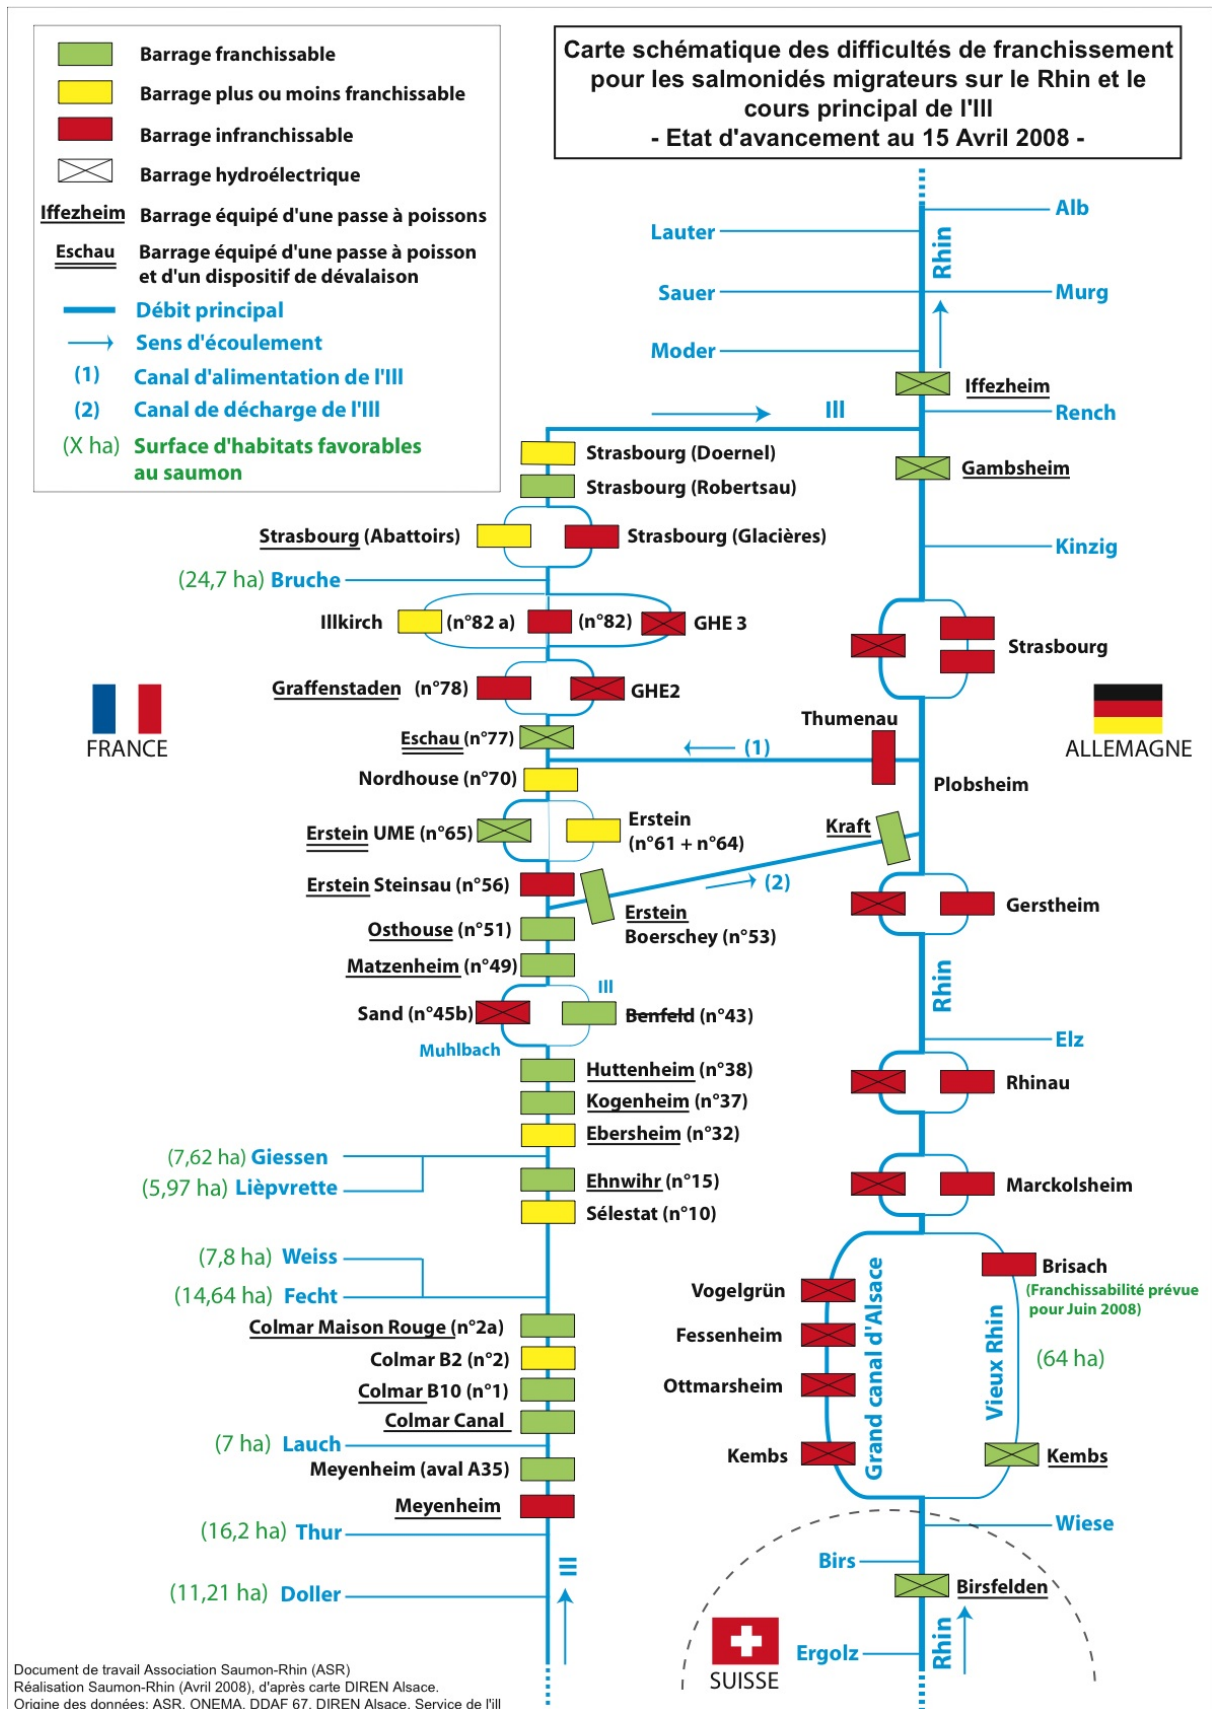 Barrage franchissable
Barrage plus ou moins franchissable
Barrage infranchissable
Barrage hydroélectrique
Iffezheim Barrage équipé d'une passe à poissons
Eschau Barrage équipé d'une passe à poisson
et d'un dispositif de dévalaison
Débit principal
Sens d'écoulement
(1) Canal d'alimentation de l'Ill
(2) Canal de décharge de l'Ill
(X ha) Surface d'habitats favorables
au saumon
Carte schématique des difficultés de franchissement
pour les salmonidés migrateurs sur le Rhin et le
cours principal de l'Ill
- Etat d'avancement au 15 Avril 2008 -
Alb
Lauter
Rhin
Sauer
Murg
Moder
Iffezheim
Ill
Rench
Strasbourg (Doernel)
Gambsheim
Strasbourg (Robertsau)
Strasbourg (Abattoirs)
Strasbourg (Glacières)
Kinzig
(24,7 ha) Bruche
Illkirch (n°82 a) (n°82) GHE 3
Strasbourg
Graffenstaden (n°78) GHE2
FRANCE
ALLEMAGNE
Thumenau
Eschau (n°77)
(1)
Nordhouse (n°70)
Plobsheim
Erstein UME (n°65)
Erstein
(n°61 + n°64)
Kraft
Erstein Steinsau (n°56)
(2)
Erstein
Boerschey (n°53)
Gerstheim
Osthouse (n°51)
Matzenheim (n°49)
Rhin
Ill
Sand (n°45b)
Benfeld (n°43)
Muhlbach
Elz
Huttenheim (n°38)
Rhinau
Kogenheim (n°37)
Ebersheim (n°32)
(7,62 ha) Giessen
(5,97 ha) Lièpvrette
Ehnwihr (n°15)
Marckolsheim
Sélestat (n°10)
(7,8 ha) Weiss
(14,64 ha) Fecht
Vogelgrün
Grand canal d'Alsace
Brisach
(Franchissabilité prévue
pour Juin 2008)
Colmar Maison Rouge (n°2a)
Fessenheim
Vieux Rhin
(64 ha)
Colmar B2 (n°2)
Colmar B10 (n°1)
Ottmarsheim
Colmar Canal
(7 ha) Lauch
Kembs
Kembs
Meyenheim (aval A35)
Meyenheim
(16,2 ha) Thur
Wiese
Ill
Birs
(11,21 ha) Doller
Birsfelden
Rhin
SUISSE
Ergolz
Document de travail Association Saumon-Rhin (ASR)
Réalisation Saumon-Rhin (Avril 2008), d'après carte DIREN Alsace.
Origine des données: ASR, ONEMA, DDAF 67, DIREN Alsace, Service de l'ill